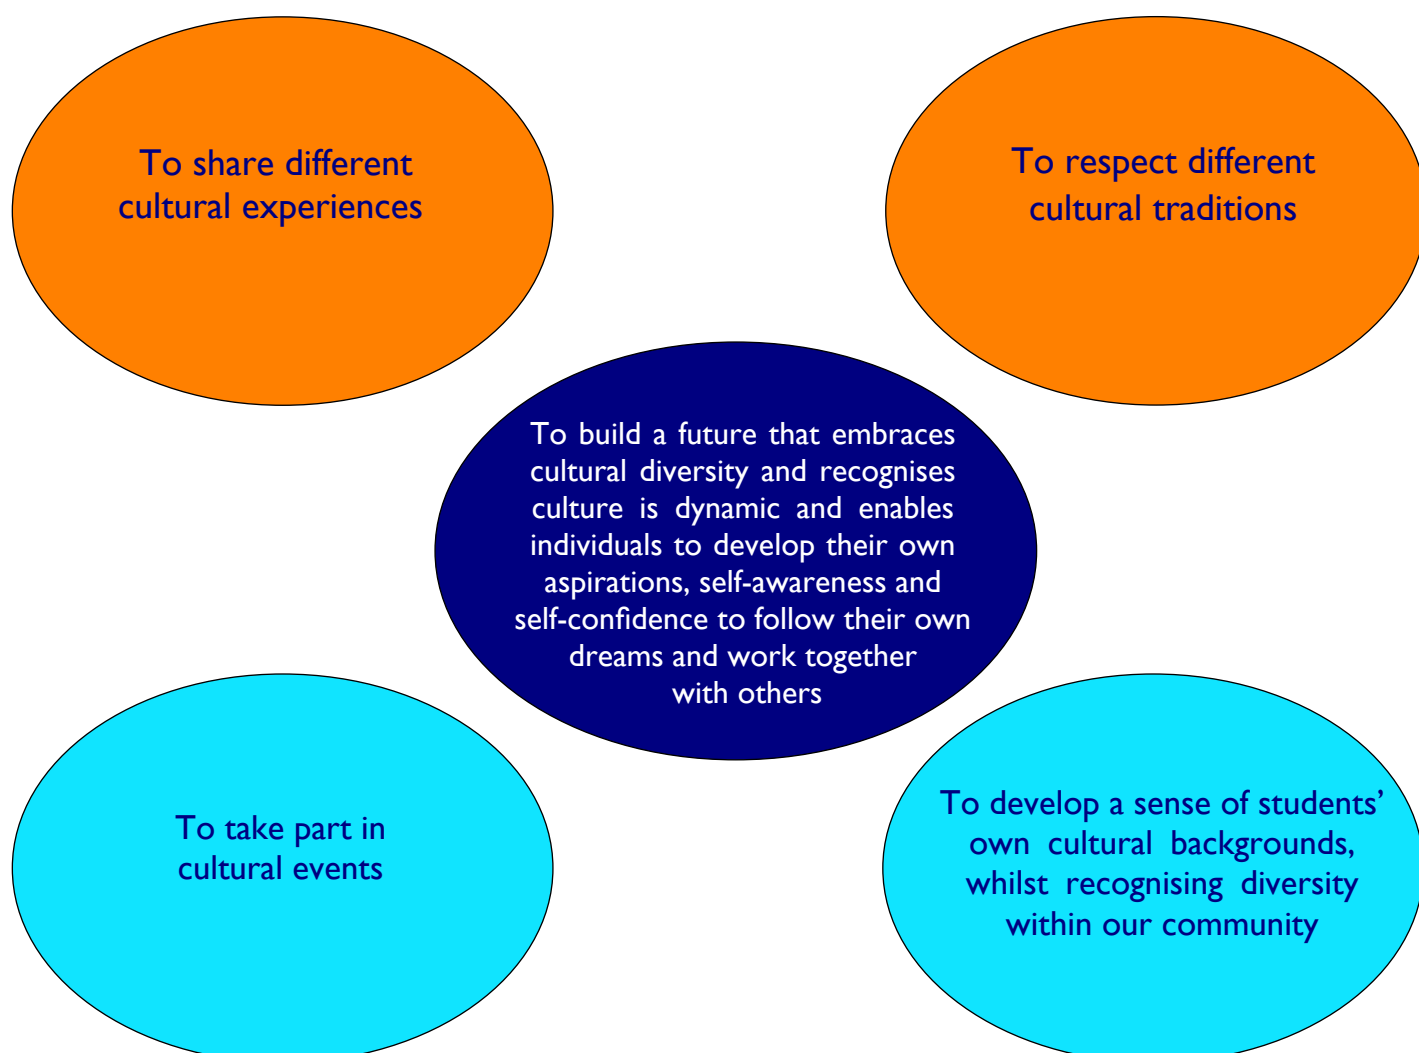 To share different
cultural experiences
To respect different
cultural traditions
To build a future that embraces
cultural diversity and recognises
culture is dynamic and enables
individuals to develop their own
aspirations, self-awareness and
self-confidence to follow their own
dreams and work together
with others
To take part in
cultural events
To develop a sense of students’
own cultural backgrounds,
whilst recognising diversity
within our community